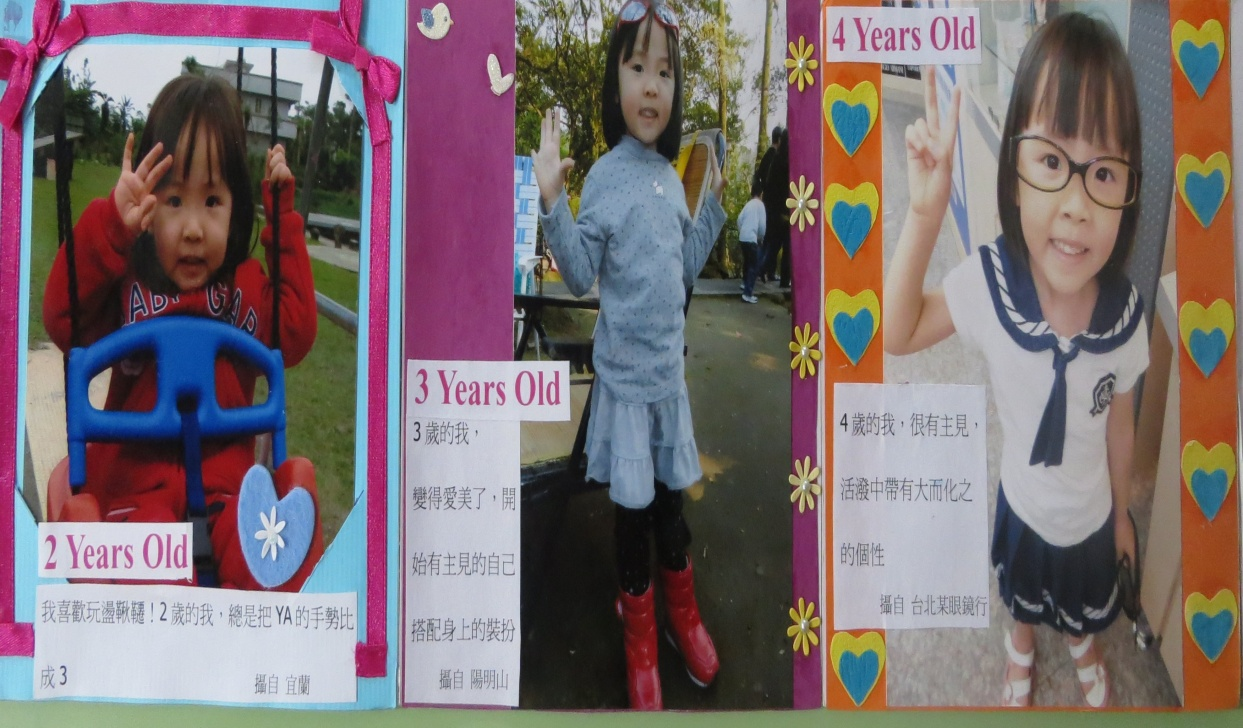 2 Years Old
我喜歡玩盪鞦韆！2 歲的我，總是把 YA 的手勢比
成 3
攝自 宜蘭
3 Years Old
3 歲的我，
變得愛美了，開
始有主見的自己
搭配身上的裝扮
攝自 陽明山
4 Years Old
4 歲的我，很有主見，
活潑中帶有大而化之
的個性
攝自 台北某眼鏡行